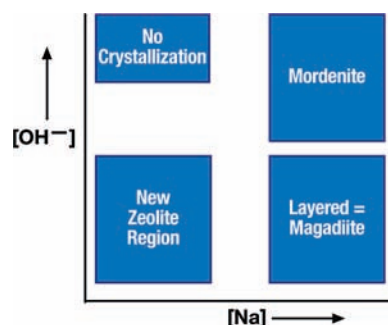 No
Crystallization
Mordenite
[OH—]
New
Zeolite
Region
Layered =
Magadiite
[Na]